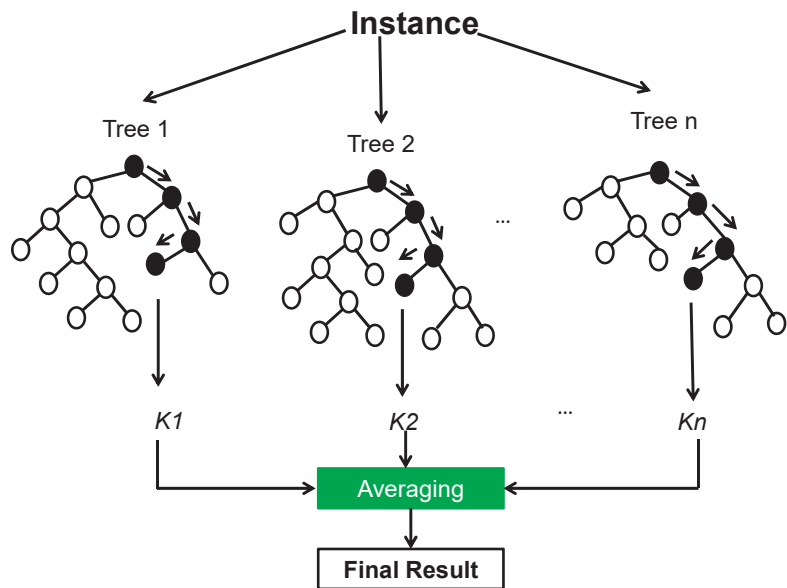 Instance
Tree 1
Tree 2
Tree n
...
K1
K2
...
Kn
Averaging
Final Result